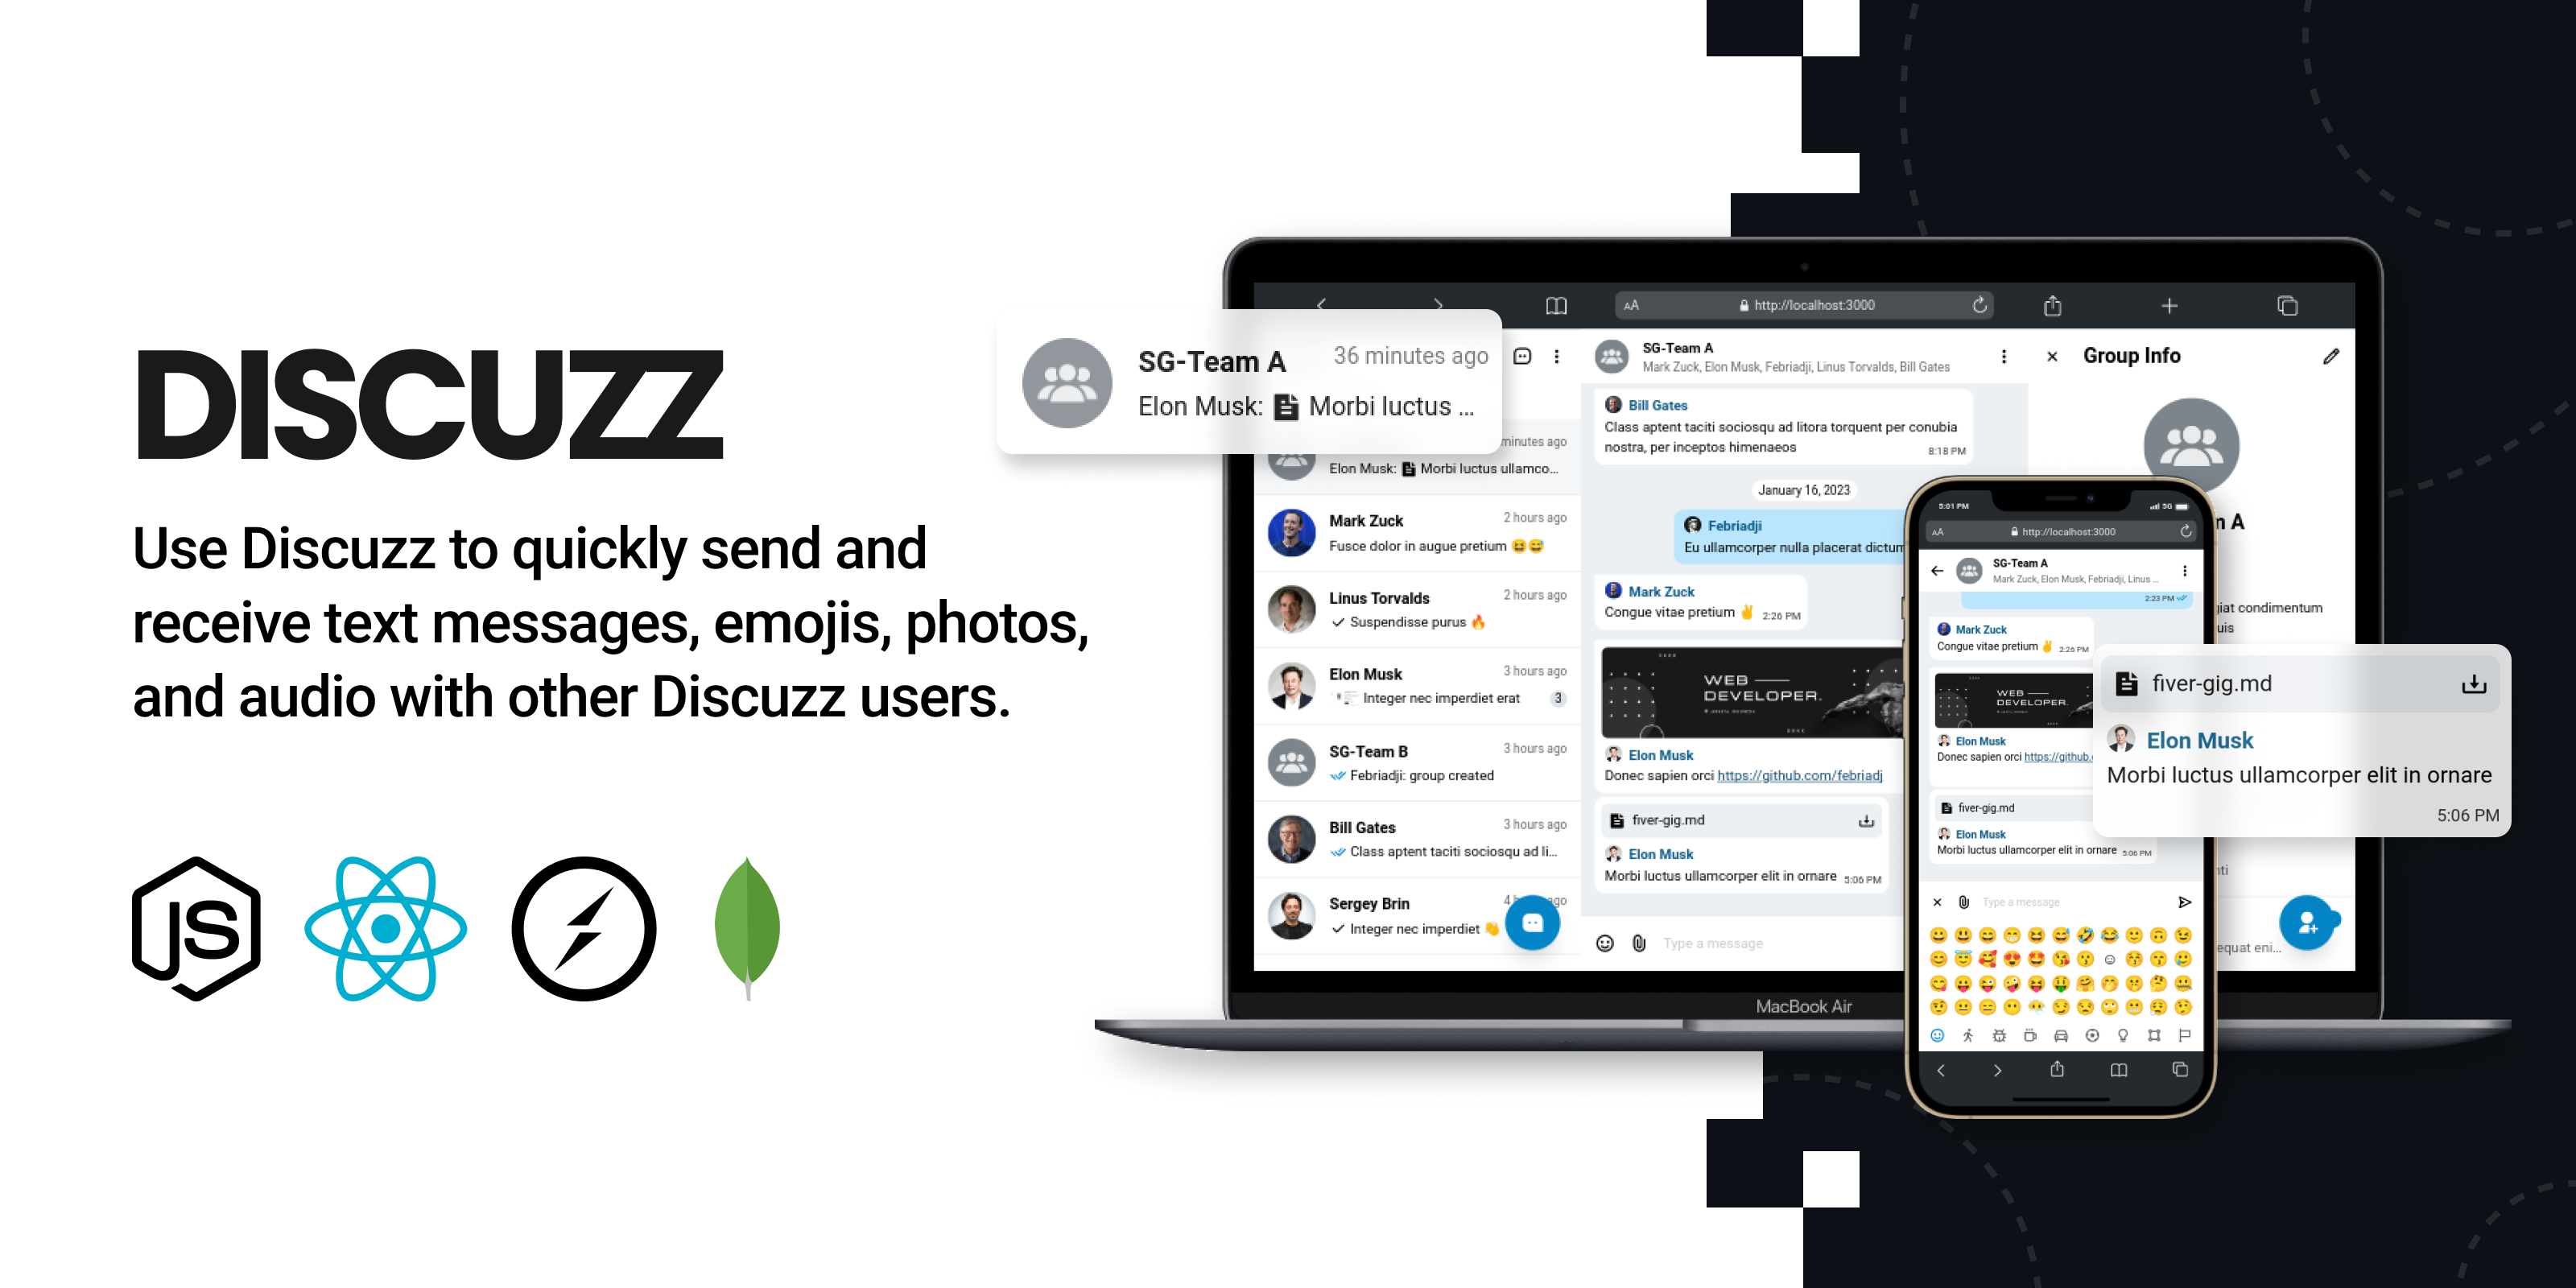 DISCUZZ
Use Discuzz to quickly send and
receive text messages, emojis, photos,
and audio with other Discuzz users.
JS
SG-Team A
36 minutes ago
Elon Musk: Morbi luctus ...
AA
http://localhost:3000
minutes ago
Elon Musk: Morbi luctus ullamco...
Mark Zuck
2 hours ago
Fusce dolor in augue pretium 😆😅
Linus Torvalds
2 hours ago
Suspendisse purus 🔥
Elon Musk
3 hours ago
Integer nec imperdiet erat
3
SG-Team B
3 hours ago
Febriadji: group created
Bill Gates
3 hours ago
Class aptent taciti sociosqu ad li...
Sergey Brin
4 ago
Integer nec imperdiet 👋
SG-Team A
Mark Zuck, Elon Musk, Febriadji, Linus Torvalds, Bill Gates
Bill Gates
Class aptent taciti sociosqu ad litora torquent per conubia
nostra, per inceptos himenaeos
8:18 PM
January 16, 2023
Febriadji
Eu ullamcorper nulla placerat dictum
Mark Zuck
Congue vitae pretium ✌
2:26 PM
WEB
DEVELOPER.
Elon Musk
Donec sapien orci https://github.com/febriadj
fiver-gig.md
Elon Musk
Morbi luctus ullamcorper elit in ornare
5:06 PM
Type a message
Group Info
A
condimentum
equat eni...
MacBook Air
5:01 PM
5G
AA
http://localhost:3000
SG-Team A
Mark Zuck, Elon Musk, Febriadji, Linus ...
2:23 PM
Mark Zuck
Congue vitae pretium ✌
2:26 PM
WEB
DEVELOPER.
Elon Musk
Donec sapien orci https://github.
fiver-gig.md
Elon Musk
Morbi luctus ullamcorper elit in ornare
5:06 PM
Type a message
fiver-gig.md
Elon Musk
Morbi luctus ullamcorper elit in ornare
5:06 PM